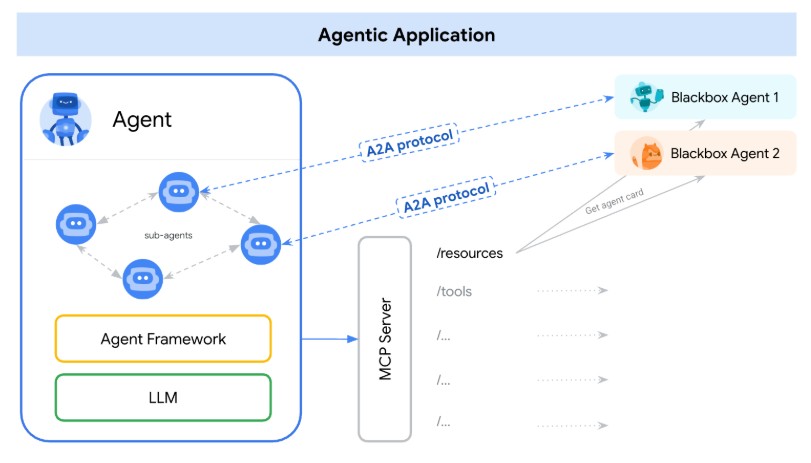 Agentic Application
Agent
sub-agents
Agent Framework
LLM
A2A protocol
A2A protocol
Blackbox Agent 1
Blackbox Agent 2
Get agent card
MCP Server
/resources
/tools
/...
/...
/...